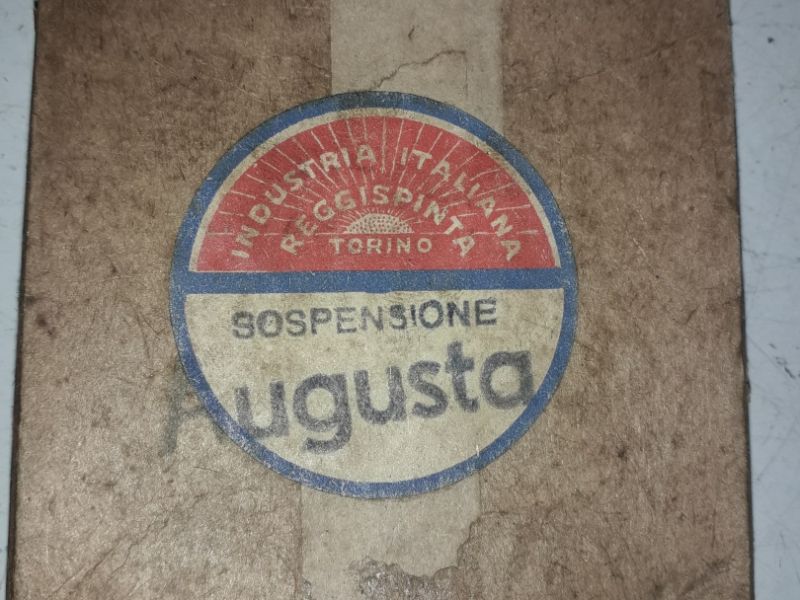 INDUSTRIA ITALIANA
REGGISPINTA
TORINO
SOSPENSIONE
Augusta